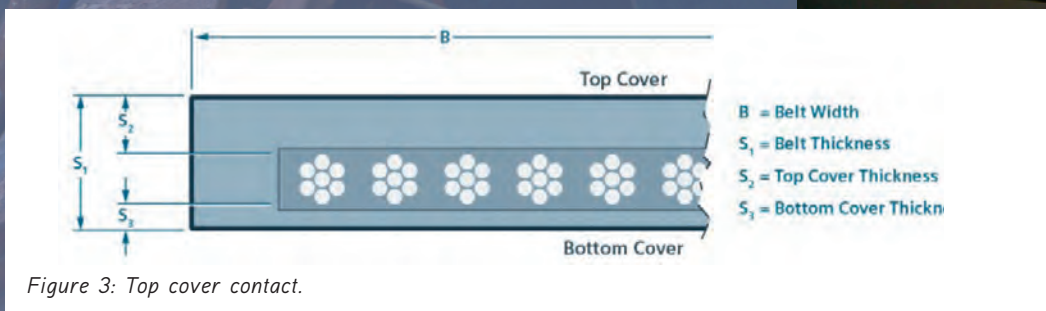 B
Top Cover
S₂
S₁
S₃
Bottom Cover
B = Belt Width
S₁ = Belt Thickness
S₂ = Top Cover Thickness
S₃ = Bottom Cover Thickn
Figure 3: Top cover contact.